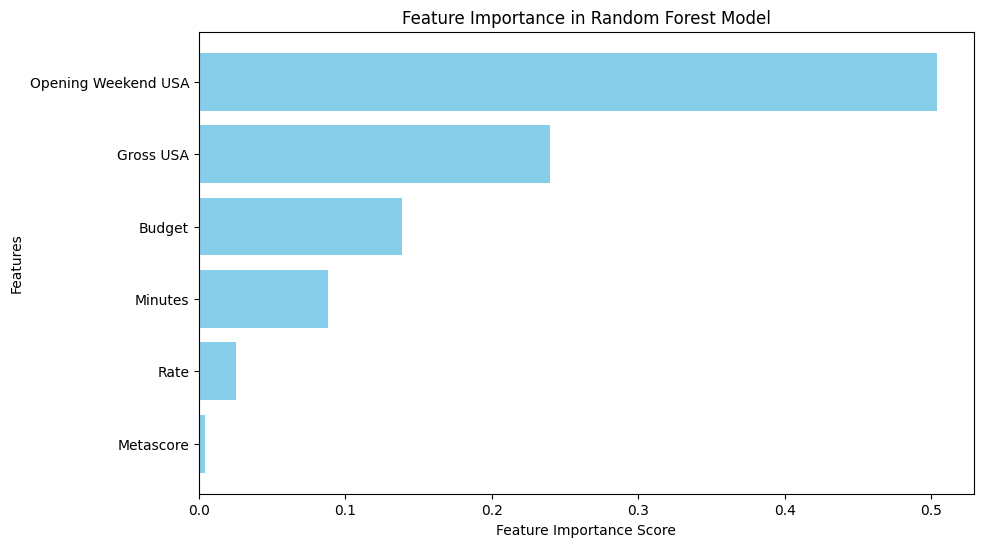 Feature Importance in Random Forest Model
Features
Opening Weekend USA
Gross USA
Budget
Minutes
Rate
Metascore
0.0 0.1 0.2 0.3 0.4 0.5
Feature Importance Score